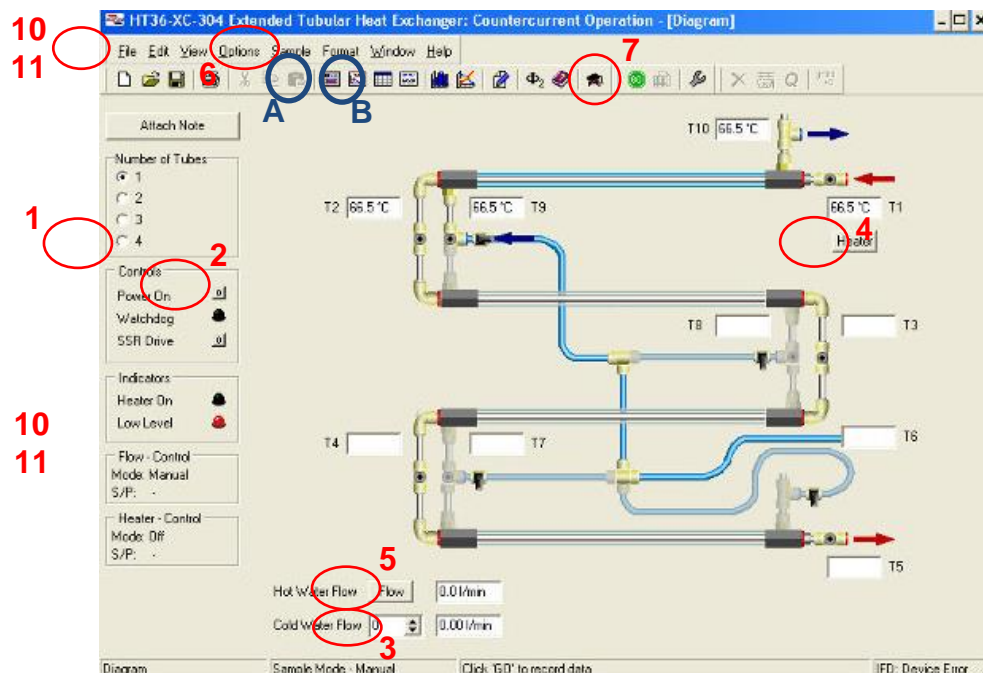 HT36-XC-304 Extended Tubular Heat Exchanger: Countercurrent Operation - [Diagram]
10
11
File Edit View Options Sample Format Window Help
7
6
A
B
Attach Note
Number of Tubes
1
2
3
4
T10 66.5 °C
T2 66.5 °C
66.5 °C T9
66.5 °C T1
Heater
4
1
2
Controls
Power On 0
Watchdog
SSR Drive 0
T8
T3
Indicators
Heater On
Low Level
10
11
T4
T7
T6
Flow - Control
Mode: Manual
S/P: -
Heater - Control
Mode: Off
S/P: -
T5
5
Hot Water Flow Flow 0.0 l/min
Cold Water Flow 0 0.00 l/min
3
Diagram Sample Mode - Manual Click 'GO' to record data IFD: Device Error